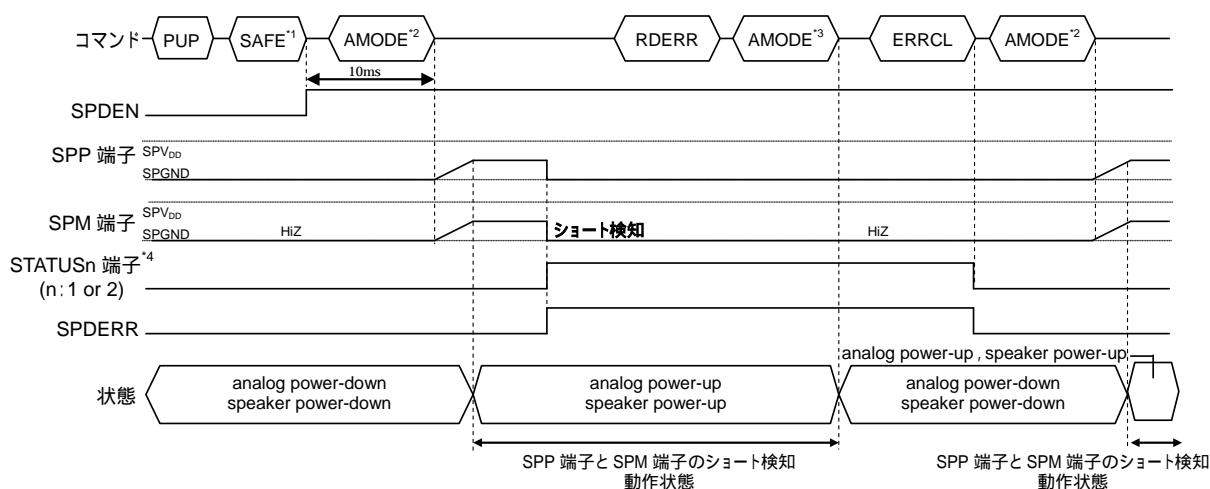 コマンド PUP SAFE*1 AMODE*2 RDERR AMODE*3 ERRCL AMODE*2
10ms
SPDEN
SPP 端子 SPVDD
SPGND
SPM 端子 SPVDD
SPGND HiZ ショート検知 HiZ
STATUSn 端子*4
(n:1 or 2)
SPDERR
analog power-up , speaker power-up
状態 analog power-down analog power-up analog power-down
speaker power-down speaker power-up speaker power-down
SPP 端子と SPM 端子のショート検知 SPP 端子と SPM 端子のショート検知
動作状態 動作状態